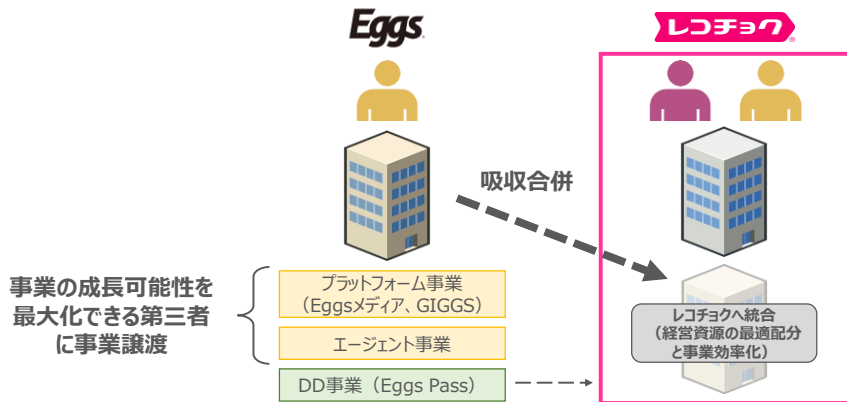 Eggs
レコチョク®
吸収合併
事業の成長可能性を
最大化できる第三者
に事業譲渡
プラットフォーム事業
（Eggsメディア、GIGGS）
エージェント事業
DD事業（Eggs Pass）
レコチョクへ統合
（経営資源の最適配分
と事業効率化）